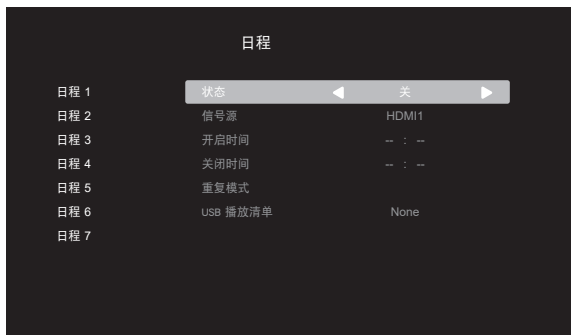 日程
日程 1 状态 关
日程 2 信号源 HDMI1
日程 3 开启时间 -- : --
日程 4 关闭时间 -- : --
日程 5 重复模式
日程 6 USB 播放清单 None
日程 7